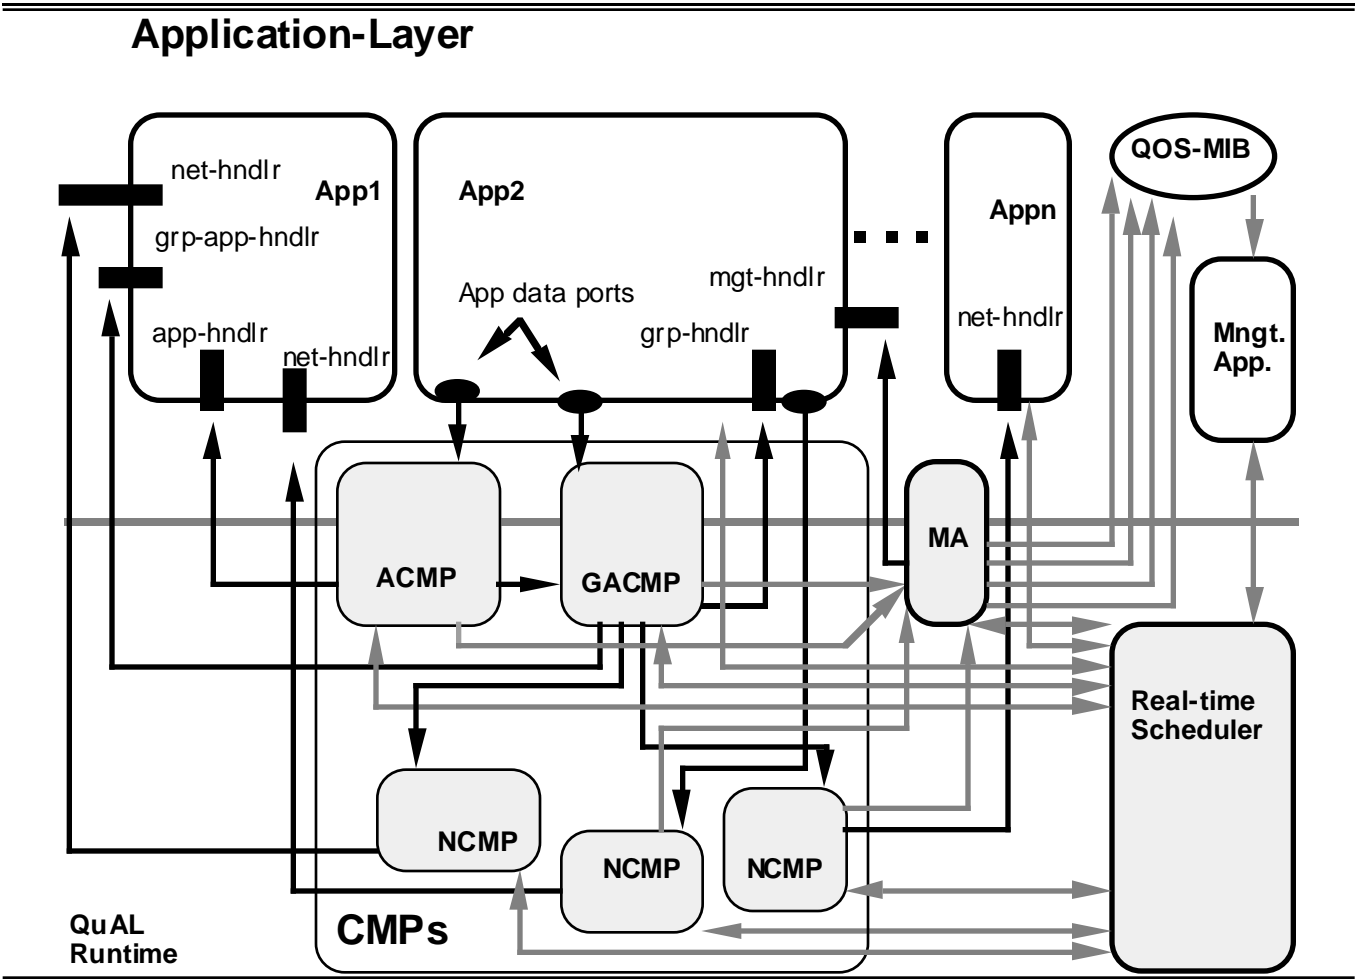 Application-Layer
net-hndlr
App1
App2
QOS-MIB
Appn
grp-app-hndlr
mgt-hndlr
App data ports
net-hndlr
app-hndlr
grp-hndlr
Mngt.
App.
net-hndlr
MA
ACMP
GACMP
Real-time
Scheduler
NCMP
NCMP
NCMP
CMPs
QuAL
Runtime